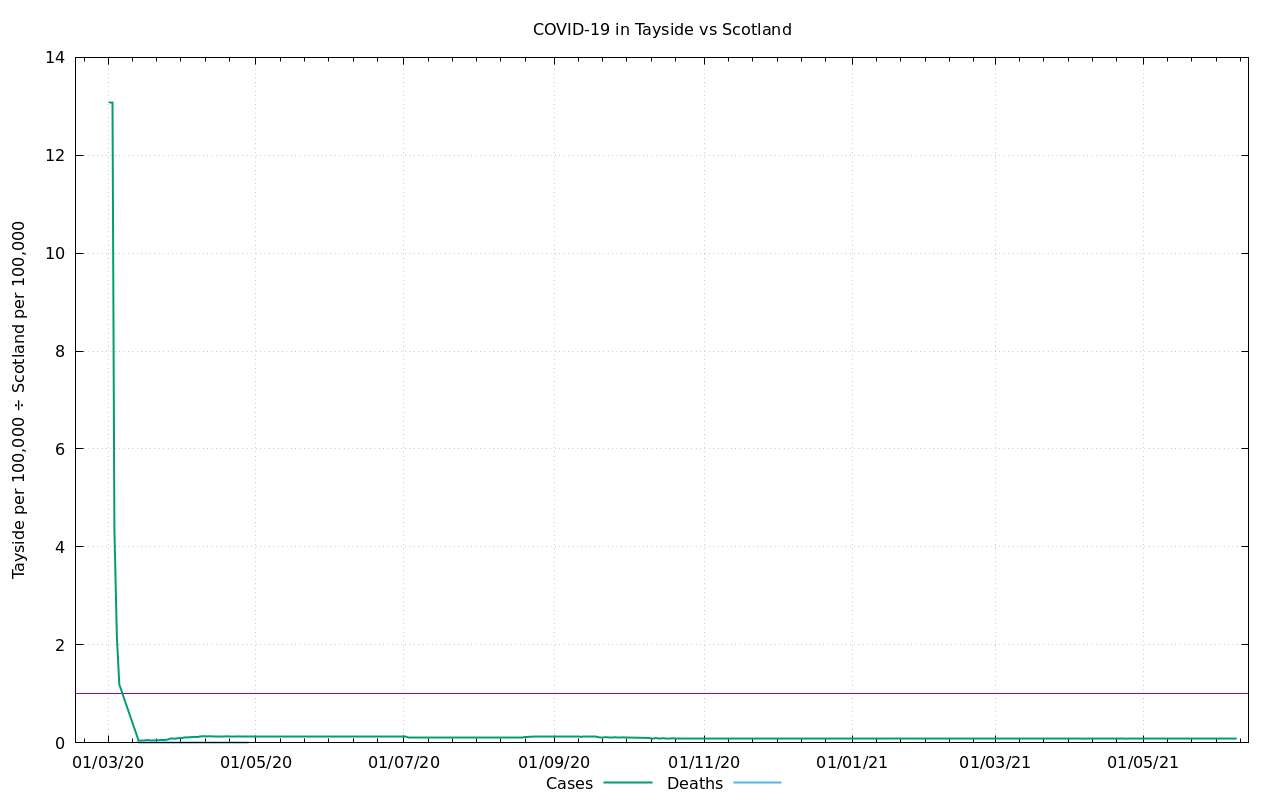 COVID-19 in Tayside vs Scotland
Tayside per 100,000 ÷ Scotland per 100,000
14
12
10
8
6
4
2
0
01/03/20 01/05/20 01/07/20 01/09/20 01/11/20 01/01/21 01/03/21 01/05/21
Cases Deaths